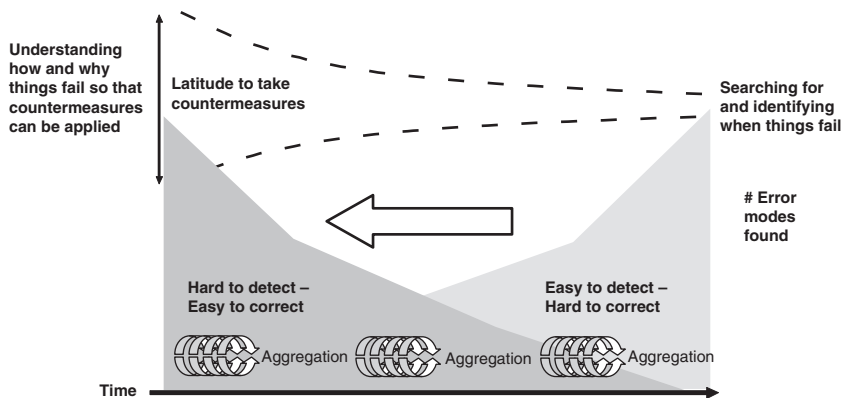 Understanding
how and why
things fail so that
countermeasures
can be applied
Latitude to take
countermeasures
Searching for
and identifying
when things fail
# Error
modes
found
Hard to detect –
Easy to correct
Easy to detect –
Hard to correct
Aggregation
Aggregation
Aggregation
Time